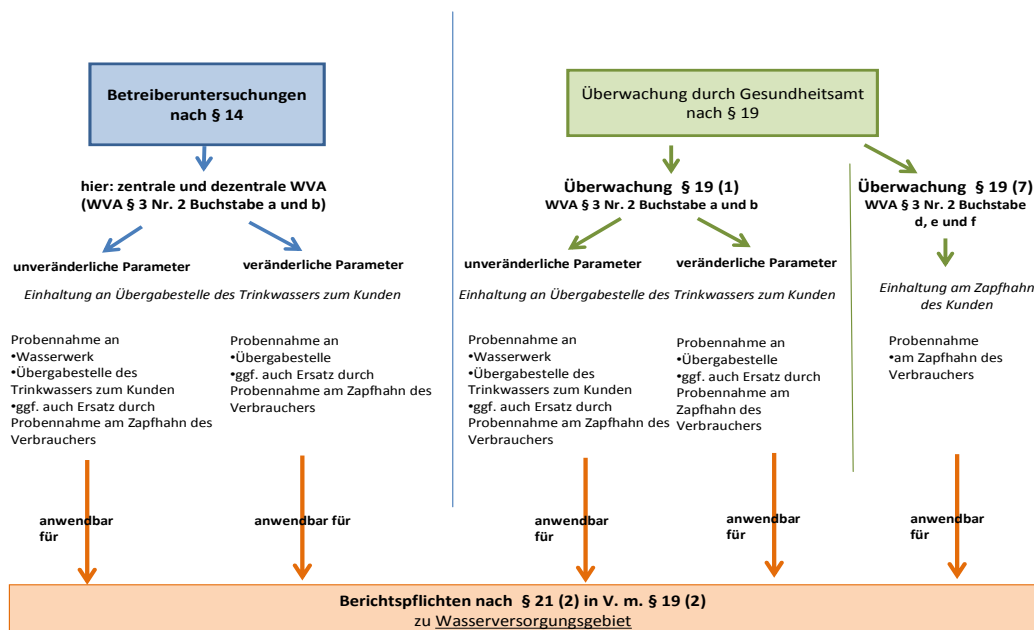 Betreiberuntersuchungen
nach § 14
hier: zentrale und dezentrale WVA
(WVA § 3 Nr. 2 Buchstabe a und b)
unveränderliche Parameter
veränderliche Parameter
Einhaltung an Übergabestelle des Trinkwassers zum Kunden
Probennahme an
•Wasserwerk
•Übergabestelle des
Trinkwassers zum Kunden
•ggf. auch Ersatz durch
Probennahme am Zapfhahn des
Verbrauchers
Probennahme an
•Übergabestelle
•ggf. auch Ersatz durch
Probennahme am Zapfhahn des
Verbrauchers
anwendbar
für
anwendbar für
Überwachung durch Gesundheitsamt
nach § 19
Überwachung § 19 (1)
WVA § 3 Nr. 2 Buchstabe a und b
unveränderliche Parameter
veränderliche Parameter
Einhaltung an Übergabestelle des Trinkwassers zum Kunden
Probennahme an
•Wasserwerk
•Übergabestelle des
Trinkwassers zum Kunden
•ggf. auch Ersatz durch
Probennahme am Zapfhahn des
Verbrauchers
Probennahme an
•Übergabestelle
•ggf. auch Ersatz durch
Probennahme am
Zapfhahn des
Verbrauchers
anwendbar
für
anwendbar
für
Überwachung § 19 (7)
WVA § 3 Nr. 2 Buchstabe
d, e und f
Einhaltung am Zapfhahn
des Kunden
Probennahme
•am Zapfhahn des
Verbrauchers
anwendbar
für
Berichtspflichten nach § 21 (2) in V. m. § 19 (2)
zu Wasserversorgungsgebiet